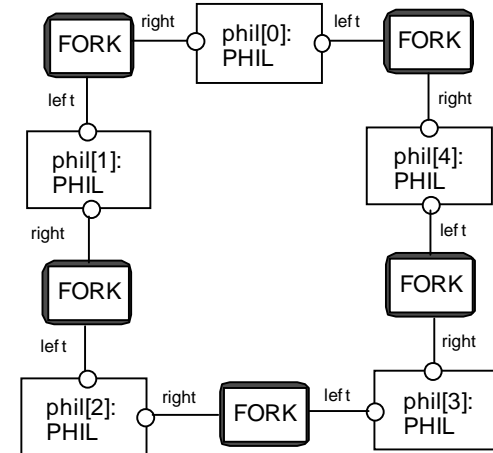 right
phil[0]:
PHIL
left
FORK
FORK
left
right
phil[1]:
PHIL
phil[4]:
PHIL
right
left
FORK
FORK
left
right
phil[2]:
PHIL
right
FORK
left
phil[3]:
PHIL